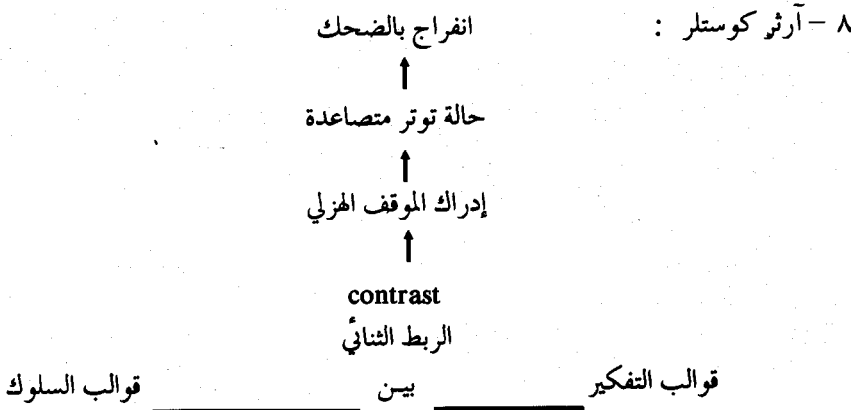 ٨ – آرثر كوستلر :
انفراج بالضحك
حالة توتر متصاعدة
إدراك الموقف الهزلي
contrast
الربط الثنائي
قوالب التفكير بين قوالب السلوك